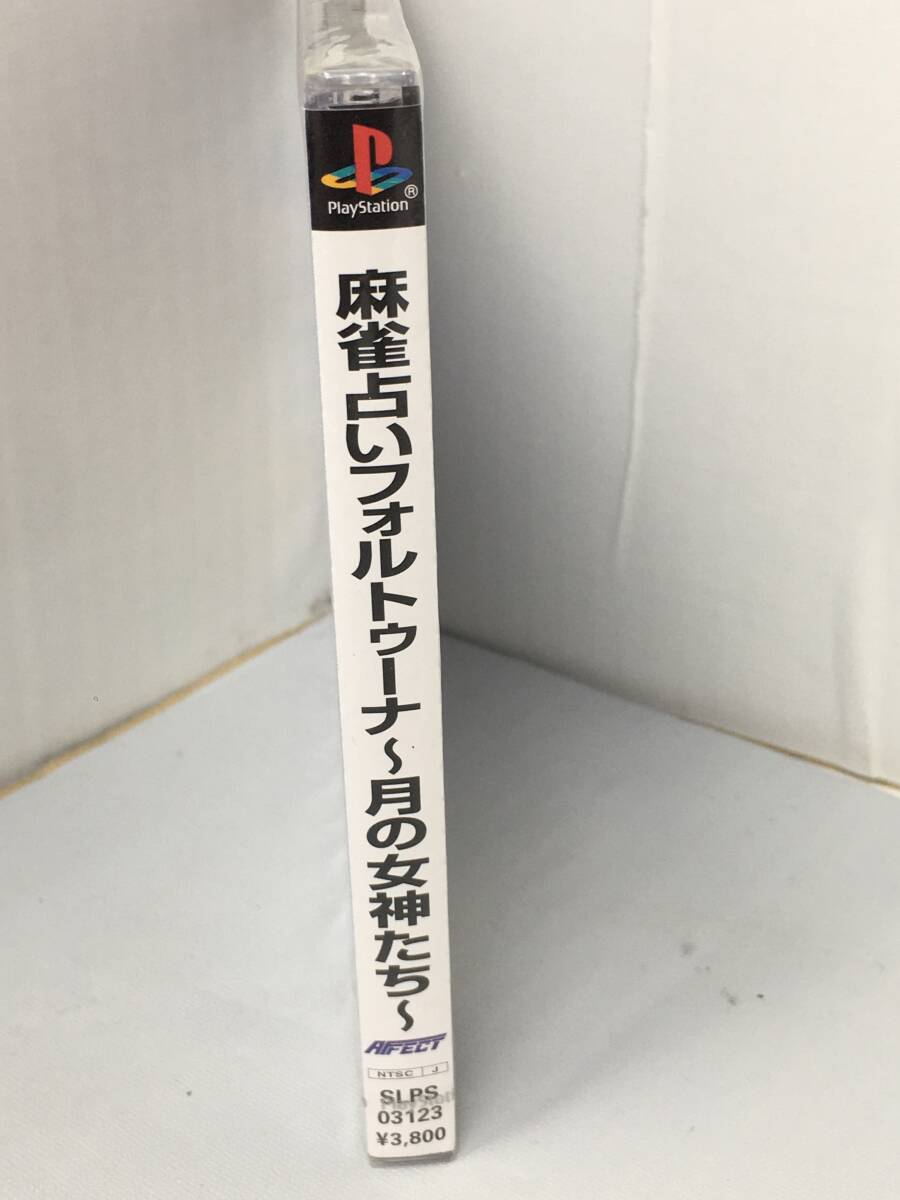 PlayStation
®
麻雀占いフォルトゥーナ～月の女神たち～
AFFECT
NTSC J
SLPS
03123
¥3,800